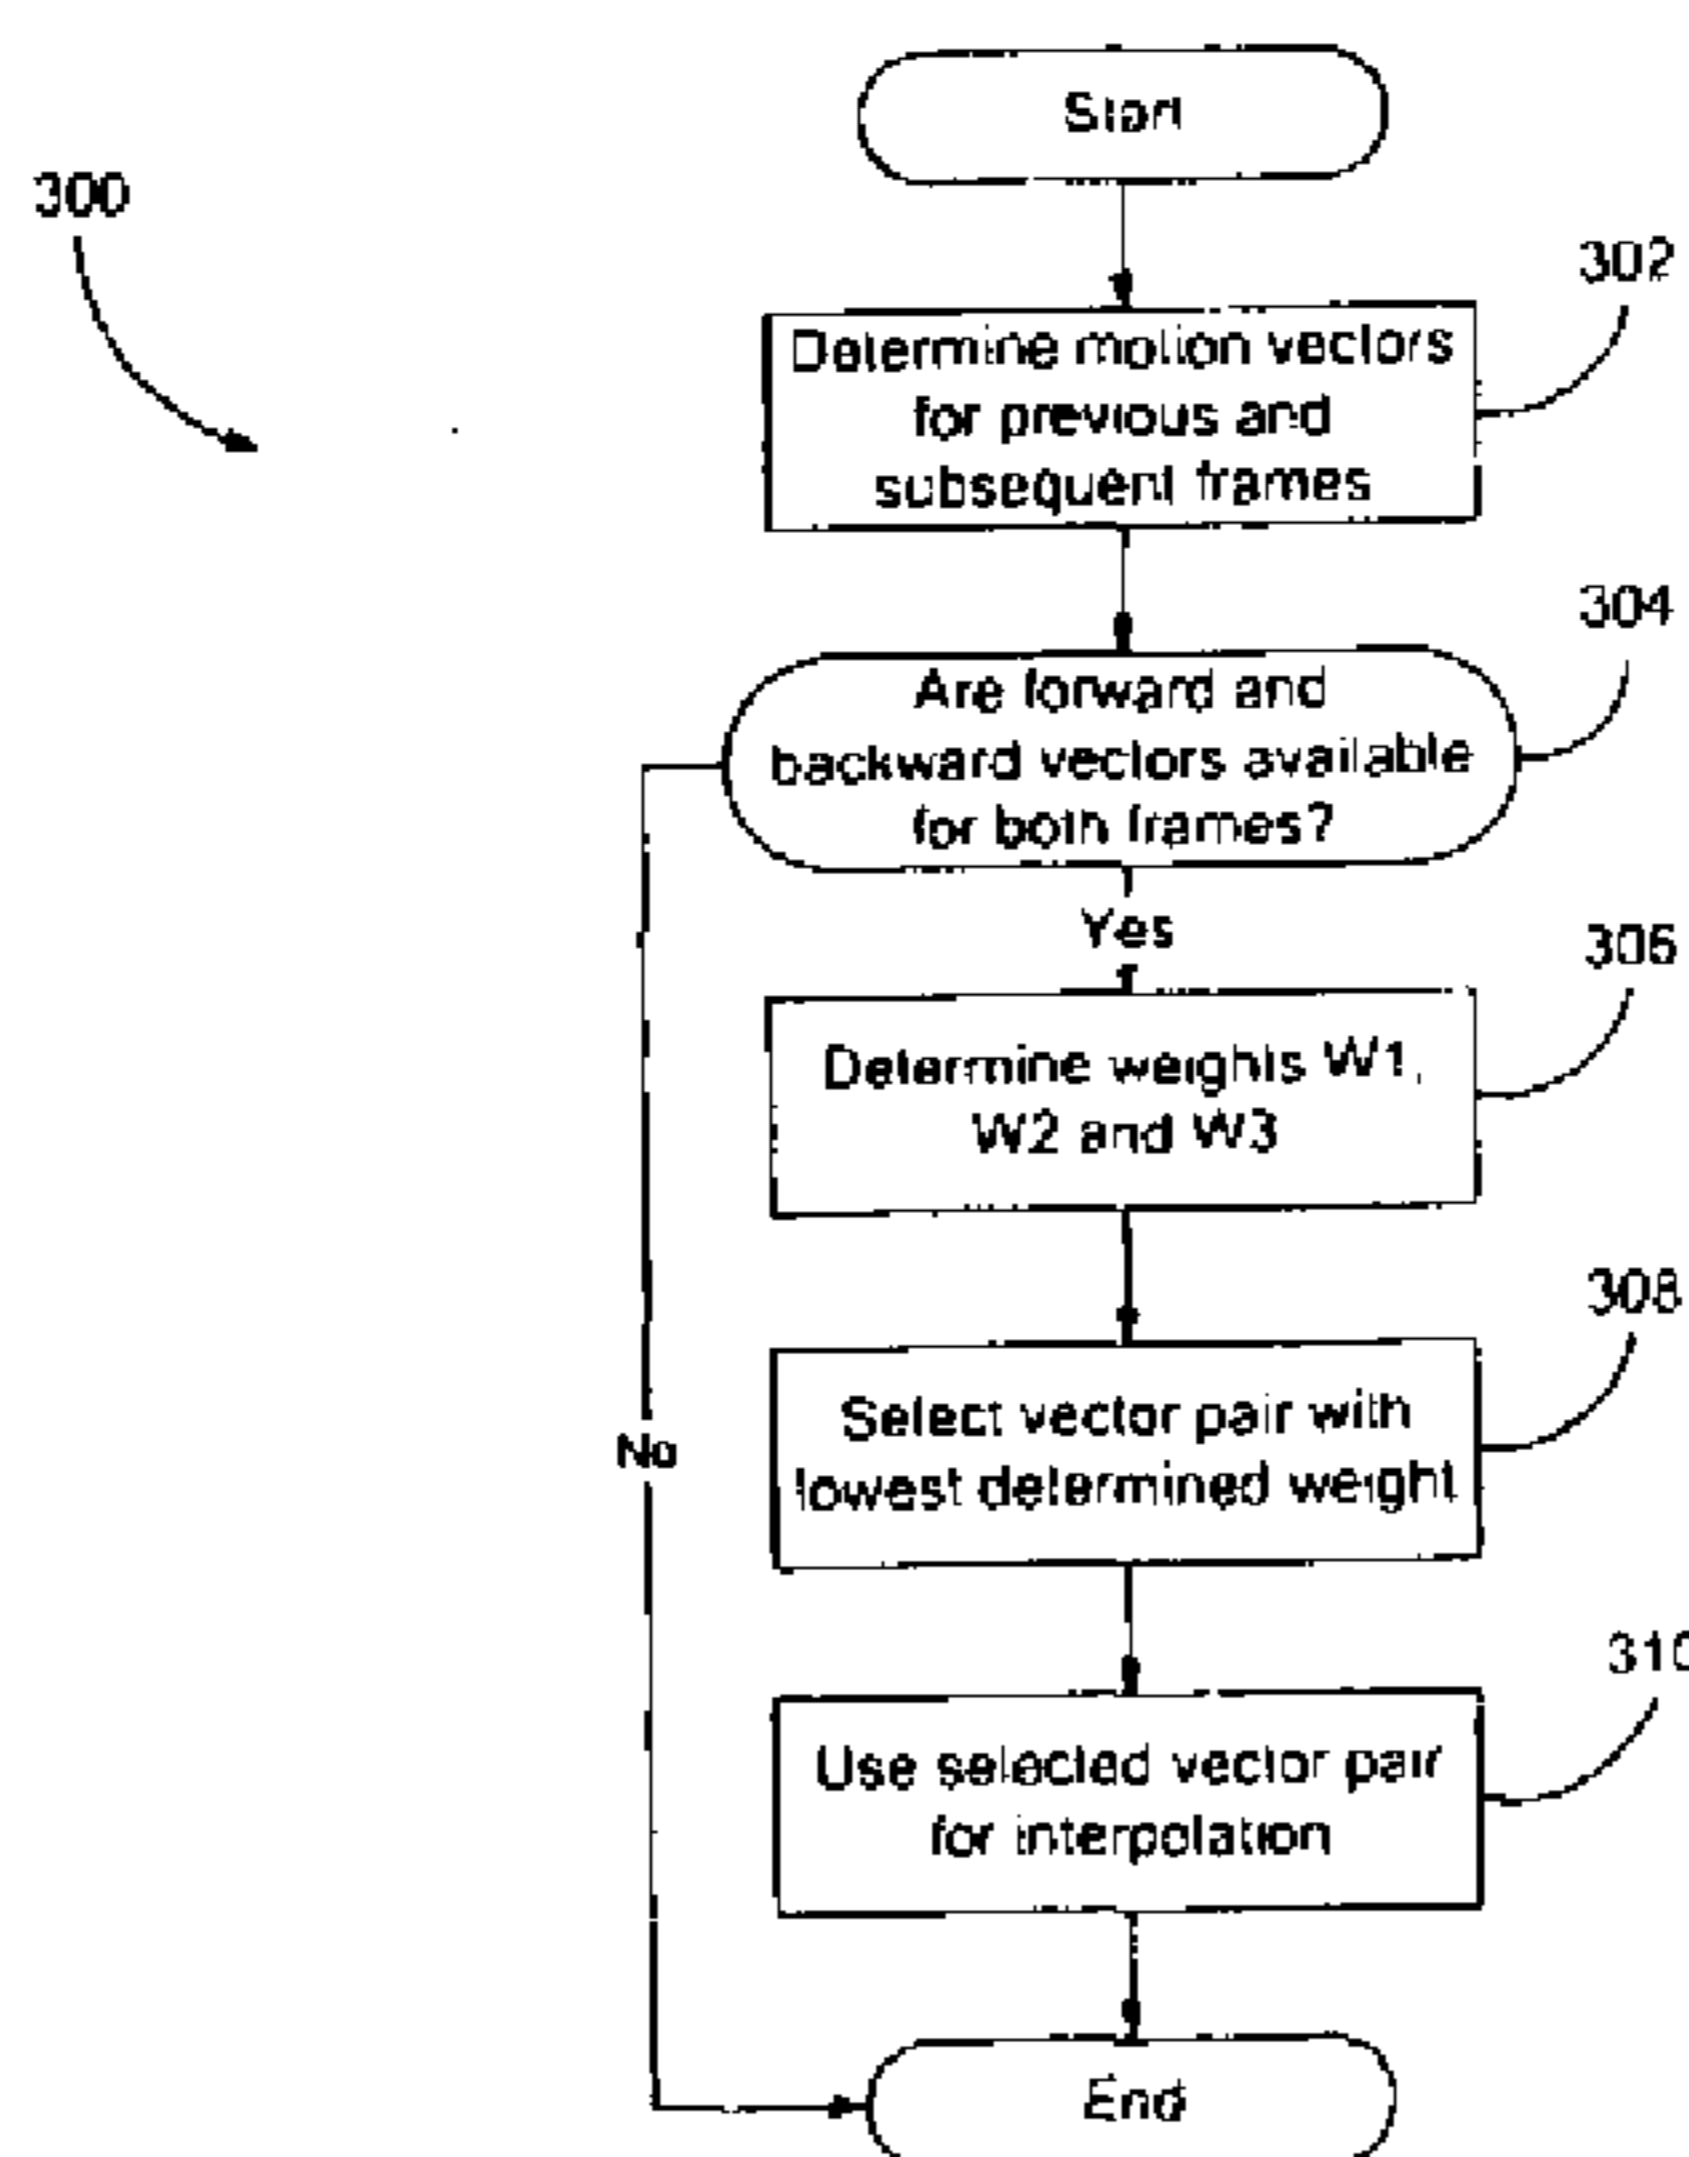 Start
300
302
Determine motion vectors
for previous and
subsequent frames
304
Are forward and
backward vectors available
for both frames?
Yes
306
Determine weights W1,
W2 and W3
308
Select vector pair with
lowest determined weight
No
310
Use selected vector pair
for interpolation
End